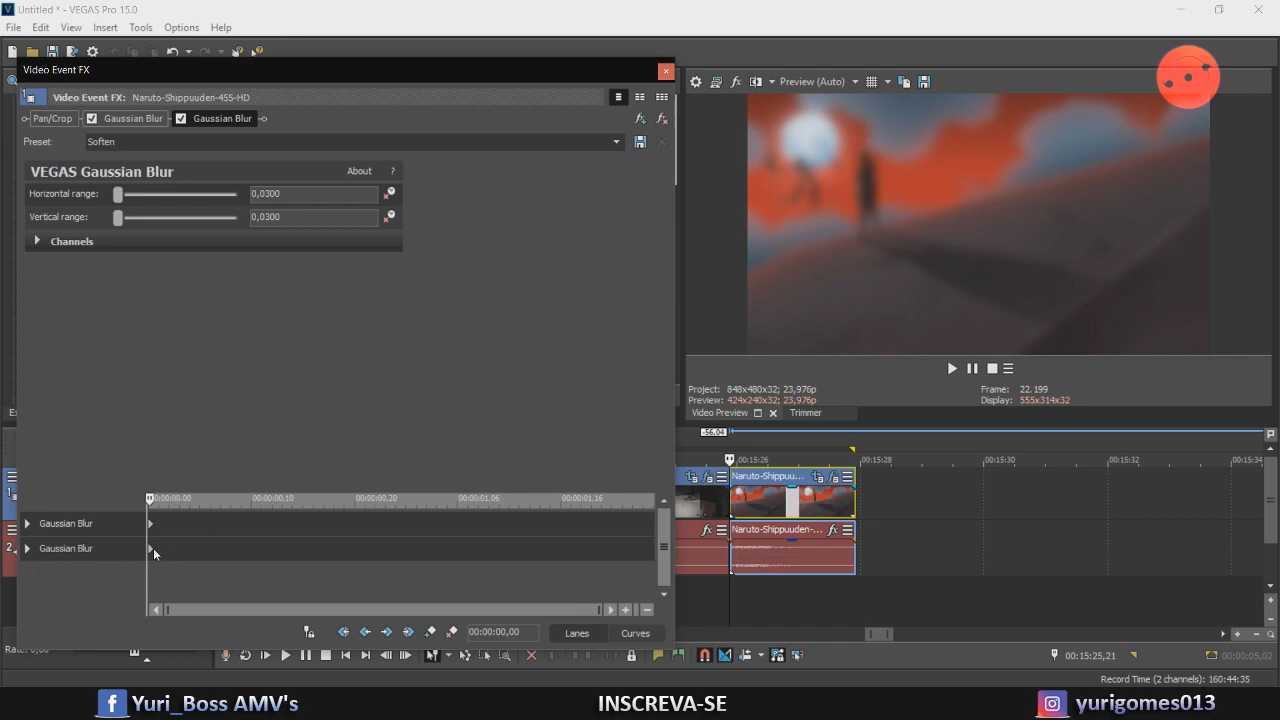 Untitled * - VEGAS Pro 15.0
File Edit View Insert Tools Options Help
Video Event FX
Video Event FX: Naruto-Shippuuden-455-HD
Pan/Crop Gaussian Blur Gaussian Blur
Preset: Soften
VEGAS Gaussian Blur About ?
Horizontal range: 0,0300
Vertical range: 0,0300
Channels
Preview (Auto)
Project: 848x480x32; 23,976p
Preview: 424x240x32; 23,976p
Frame: 22.199
Display: 555x314x32
Video Preview Trimmer
-56,04
00:15:26 00:15:28 00:15:30 00:15:32 00:15:34
Naruto-Shippuu...
Naruto-Shippuuden-...
00:00:00,00 00:00:00,10 00:00:00,20 00:00:01,06 00:00:01,16
Gaussian Blur
Gaussian Blur
00:00:00,00 Lanes Curves
00:15:25,21 00:00:05,02
Record Time (2 channels): 160:44:35
Yuri_Boss AMV's INSCREVA-SE yurigomes013